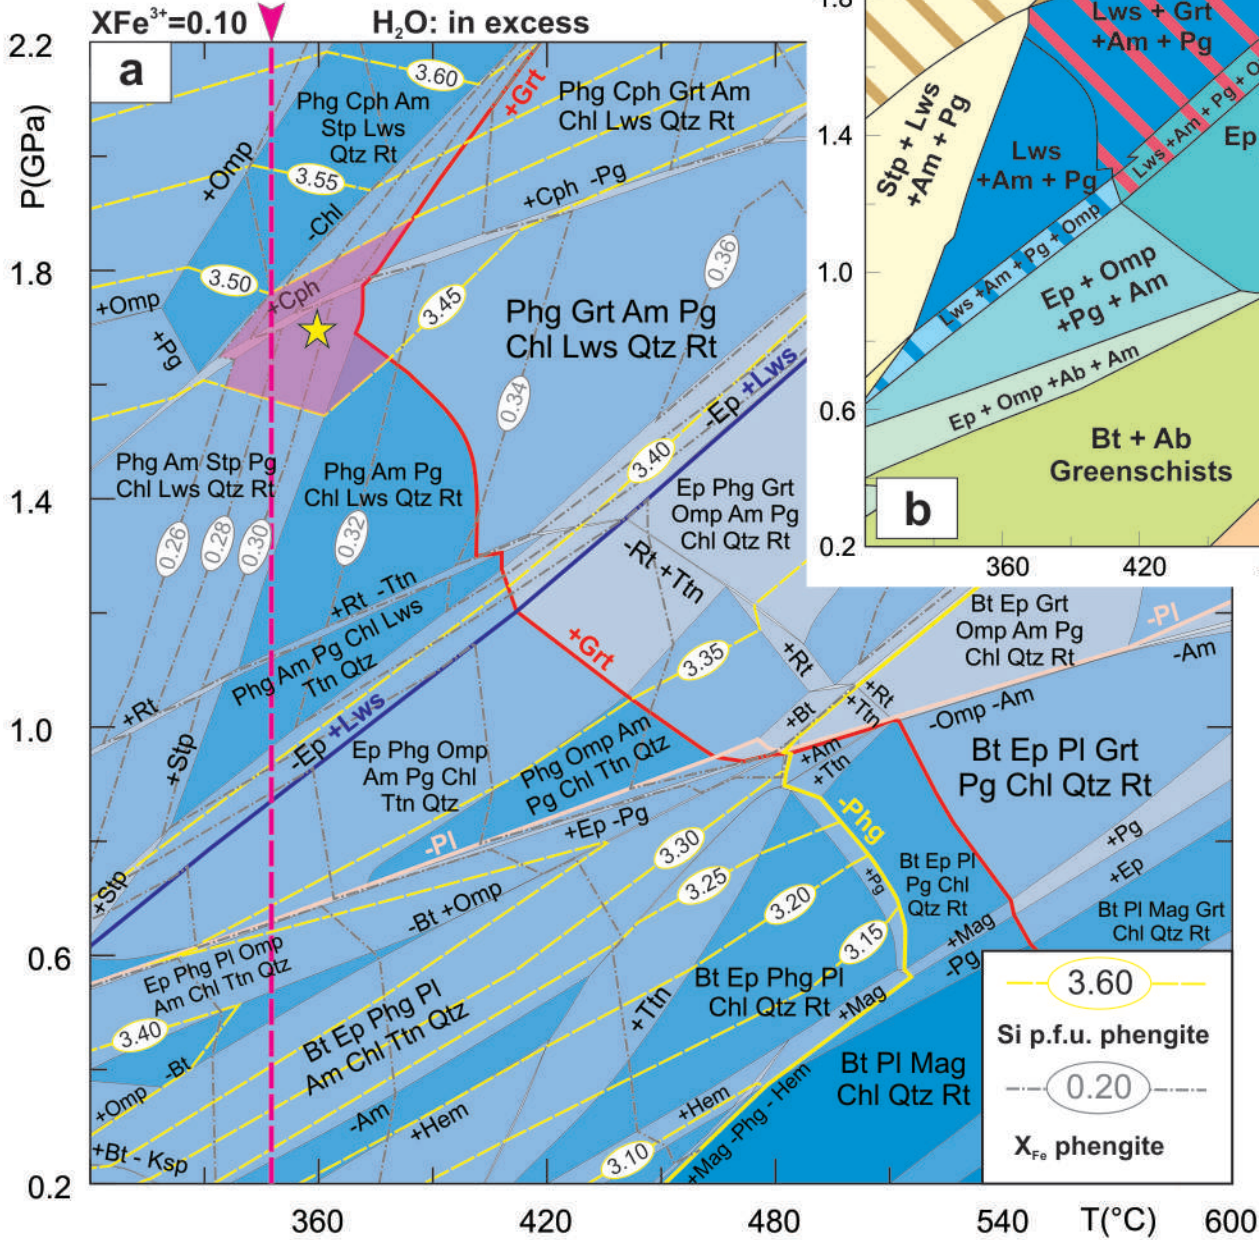 XFe³⁺=0.10
H₂O: in excess
a
P(GPa)
2.2
1.8
1.4
1.0
0.6
0.2
360
420
480
540
T(°C)
600
3.60
Phg Cph Am
Stp Lws
Qtz Rt
+Grt
Phg Cph Grt Am
Chl Lws Qtz Rt
+Omp
3.55
-Chl
+Cph -Pg
3.50
+Omp
+Cph
+Pg
3.45
0.36
Phg Grt Am Pg
Chl Lws Qtz Rt
0.34
-Ep +Lws
3.40
Phg Am Stp Pg
Chl Lws Qtz Rt
Phg Am Pg
Chl Lws Qtz Rt
0.26
0.28
0.30
0.32
Ep Phg Grt
Omp Am Pg
Chl Qtz Rt
-Rt +Ttn
+Rt -Ttn
Phg Am Pg Chl Lws
Ttn Qtz
+Rt
+Stp
-Ep +Lws
+Grt
3.35
+Rt
Bt Ep Grt
Omp Am Pg
Chl Qtz Rt
-Pl
-Am
+Rt
+Ttn
+Bt
-Omp -Am
Ep Phg Omp
Am Pg Chl
Ttn Qtz
Phg Omp Am
Pg Chl Ttn Qtz
+Am
+Ttn
Bt Ep Pl Grt
Pg Chl Qtz Rt
-Pl
+Ep -Pg
-Phg
+Pg
+Ep
+Stp
3.30
3.25
3.20
3.15
+Pg
Bt Ep Pl
Pg Chl
Qtz Rt
-Bt +Omp
Bt Pl Mag Grt
Chl Qtz Rt
+Mag
-Pg
Ep Phg Pl Omp
Am Chl Ttn Qtz
3.40
Bt Ep Phg Pl
Am Chl Ttn Qtz
+Ttn
Bt Ep Phg Pl
Chl Qtz Rt
+Mag
-Bt
+Omp
Bt Pl Mag
Chl Qtz Rt
-Am
+Hem
+Hem
+Mag -Phg - Hem
3.10
+Bt - Ksp
3.60
Si p.f.u. phengite
0.20
XFe phengite
1.8
1.4
1.0
0.6
0.2
360
420
b
Lws + Grt
+Am + Pg
Stp + Lws
+Am + Pg
Lws
+Am + Pg
Lws +Am + Pg + O
Ep
Lws +Am + Pg + Omp
Ep + Omp
+Pg + Am
Ep + Omp +Ab + Am
Bt + Ab
Greenschists